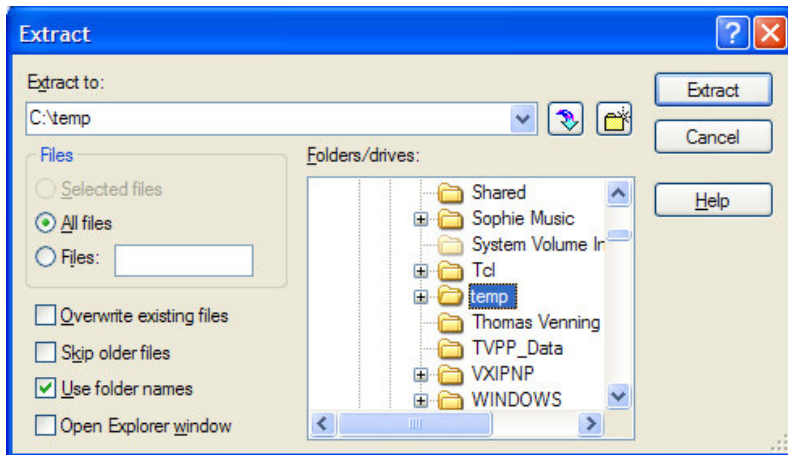 Extract
Extract to:
C:\temp
Files
Selected files
All files
Files:
Overwrite existing files
Skip older files
Use folder names
Open Explorer window
Folders/drives:
Shared
Sophie Music
System Volume In
Tcl
temp
Thomas Venning
TVPP_Data
VXIPNP
WINDOWS
Extract
Cancel
Help